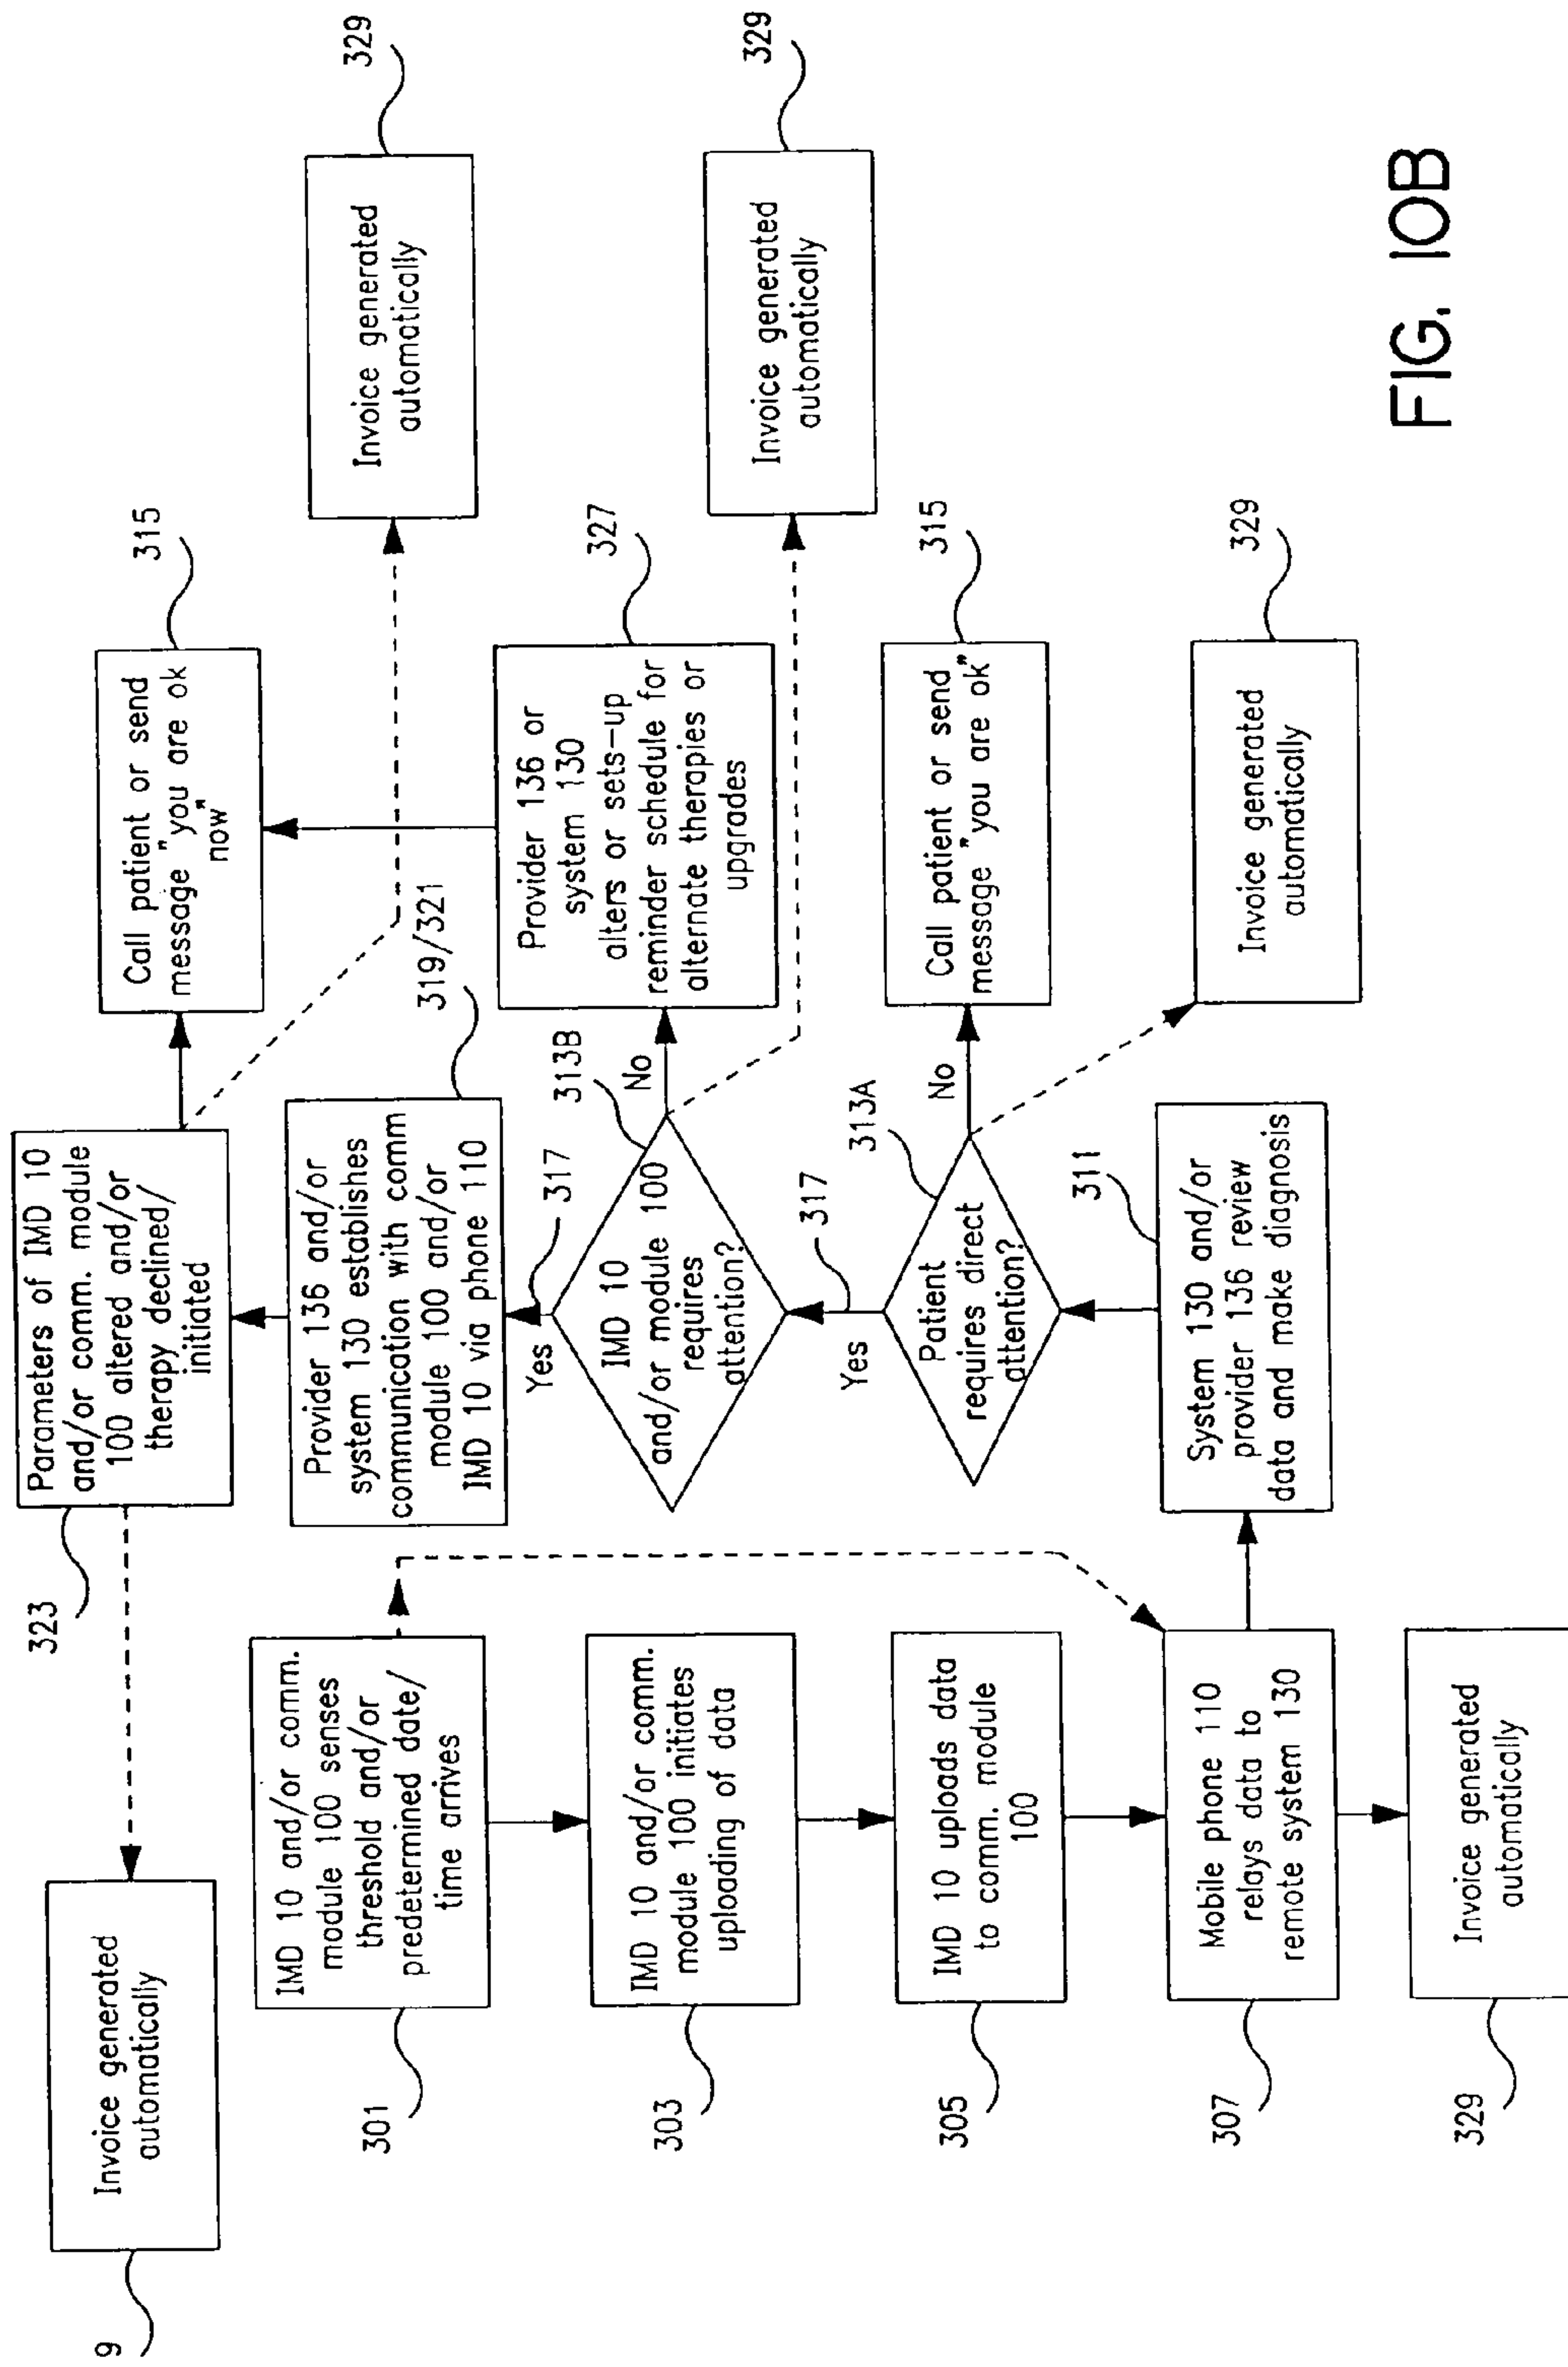 9
Invoice generated
automatically
323
Parameters of IMD 10
and/or comm. module
100 altered and/or
therapy declined/
initiated
Call patient or send
message "you are ok
now"
315
301
IMD 10 and/or comm.
module 100 senses
threshold and/or
predetermined date/
time arrives
Provider 136 and/or
system 130 establishes
communication with comm
module 100 and/or
IMD 10 via phone 110
319/321
Invoice generated
automatically
329
Yes
317
303
IMD 10 and/or comm.
module 100 initiates
uploading of data
IMD 10
and/or module 100
requires
attention?
313B
No
Provider 136 or
system 130
alters or sets-up
reminder schedule for
alternate therapies or
upgrades
327
Invoice generated
automatically
329
Yes
317
305
IMD 10 uploads data
to comm. module
100
Patient
requires direct
attention?
313A
No
Call patient or send
message "you are ok"
315
307
Mobile phone 110
relays data to
remote system 130
System 130 and/or
provider 136 review
data and make diagnosis
311
Invoice generated
automatically
329
329
Invoice generated
automatically
FIG. 10B